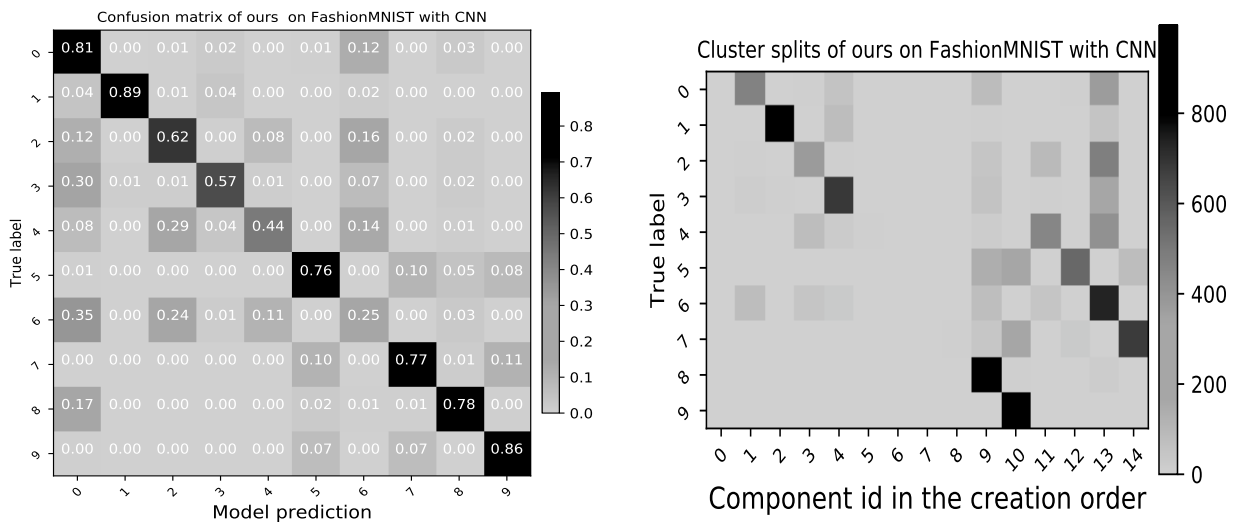 Confusion matrix of ours on FashionMNIST with CNN
0 0.81 0.00 0.01 0.02 0.00 0.01 0.12 0.00 0.03 0.00
1 0.04 0.89 0.01 0.04 0.00 0.00 0.02 0.00 0.00 0.00
2 0.12 0.00 0.62 0.00 0.08 0.00 0.16 0.00 0.02 0.00
3 0.30 0.01 0.01 0.57 0.01 0.00 0.07 0.00 0.02 0.00
4 0.08 0.00 0.29 0.04 0.44 0.00 0.14 0.00 0.01 0.00
5 0.01 0.00 0.00 0.00 0.00 0.76 0.00 0.10 0.05 0.08
6 0.35 0.00 0.24 0.01 0.11 0.00 0.25 0.00 0.03 0.00
7 0.00 0.00 0.00 0.00 0.00 0.10 0.00 0.77 0.01 0.11
8 0.17 0.00 0.00 0.00 0.00 0.02 0.01 0.01 0.78 0.00
9 0.00 0.00 0.00 0.00 0.00 0.07 0.00 0.07 0.00 0.86
0 1 2 3 4 5 6 7 8 9
True label
Model prediction
0.8
0.7
0.6
0.5
0.4
0.3
0.2
0.1
0.0
Cluster splits of ours on FashionMNIST with CNN
0
1
2
3
4
5
6
7
8
9
0 1 2 3 4 5 6 7 8 9 10 11 12 13 14
True label
Component id in the creation order
800
600
400
200
0